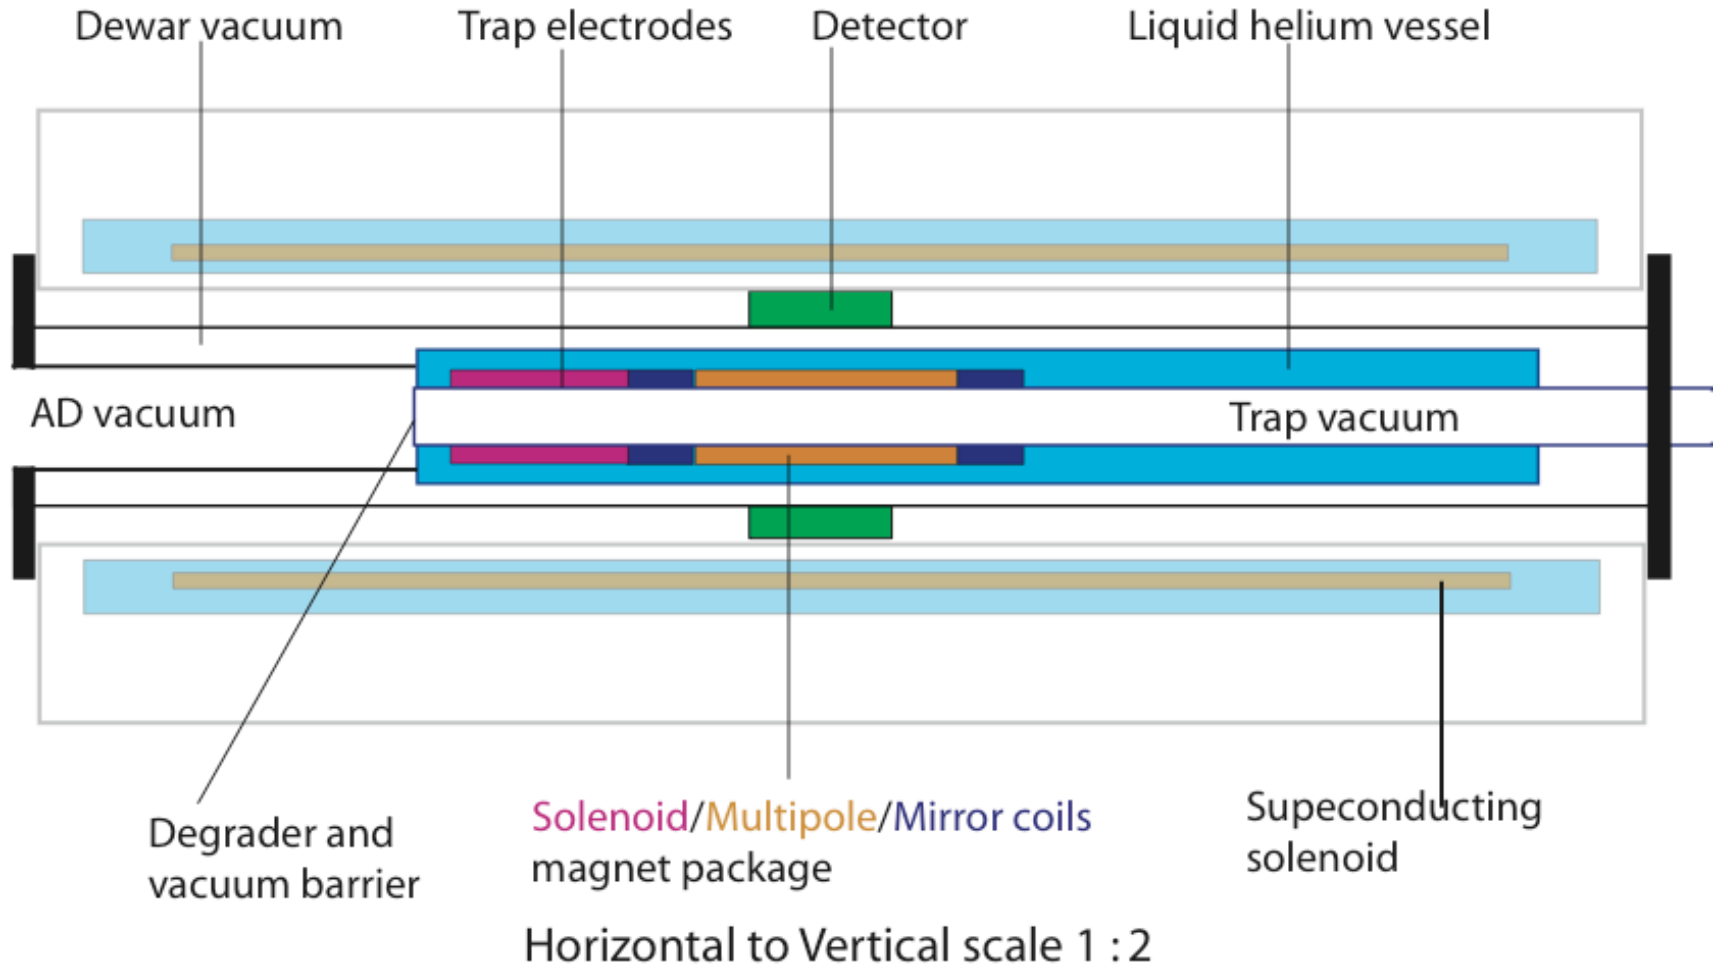 Dewar vacuum
Trap electrodes
Detector
Liquid helium vessel
AD vacuum
Trap vacuum
Degrader and
vacuum barrier
Solenoid/Multipole/Mirror coils
magnet package
Supeconducting
solenoid
Horizontal to Vertical scale 1 : 2